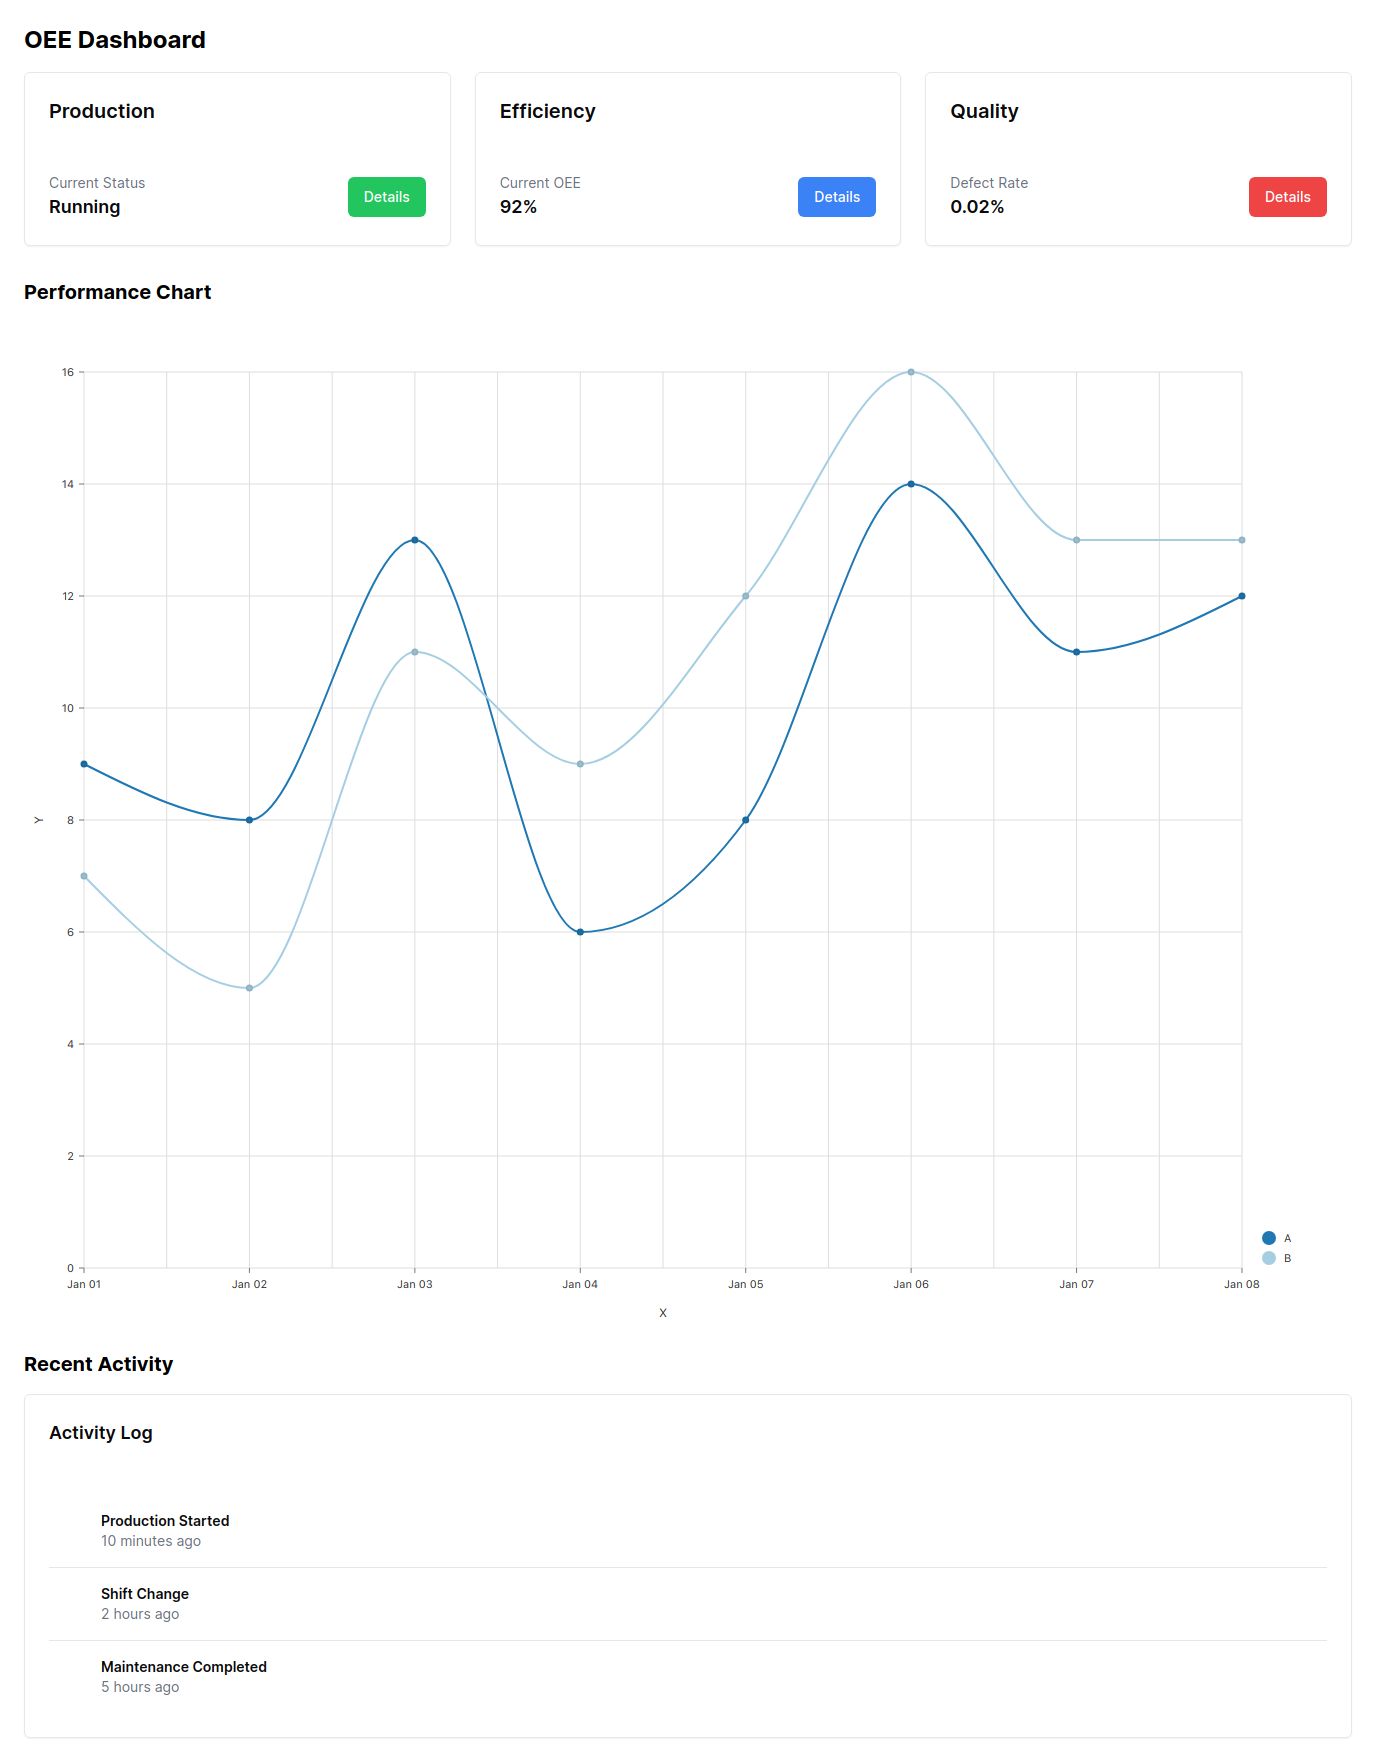 OEE Dashboard
Production
Current Status
Running
Details
Efficiency
Current OEE
92%
Details
Quality
Defect Rate
0.02%
Details
Performance Chart
16
14
12
10
8
6
4
2
0
Y
Jan 01
Jan 02
Jan 03
Jan 04
Jan 05
Jan 06
Jan 07
Jan 08
X
A
B
Recent Activity
Activity Log
Production Started
10 minutes ago
Shift Change
2 hours ago
Maintenance Completed
5 hours ago